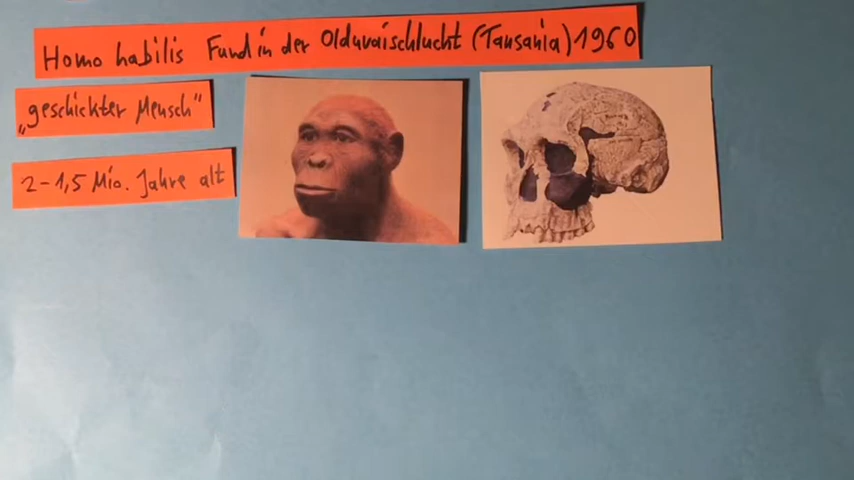 Homo habilis Fund in der Olduvaischlucht (Tansania) 1960
„geschickter Mensch"
2-1,5 Mio. Jahre alt